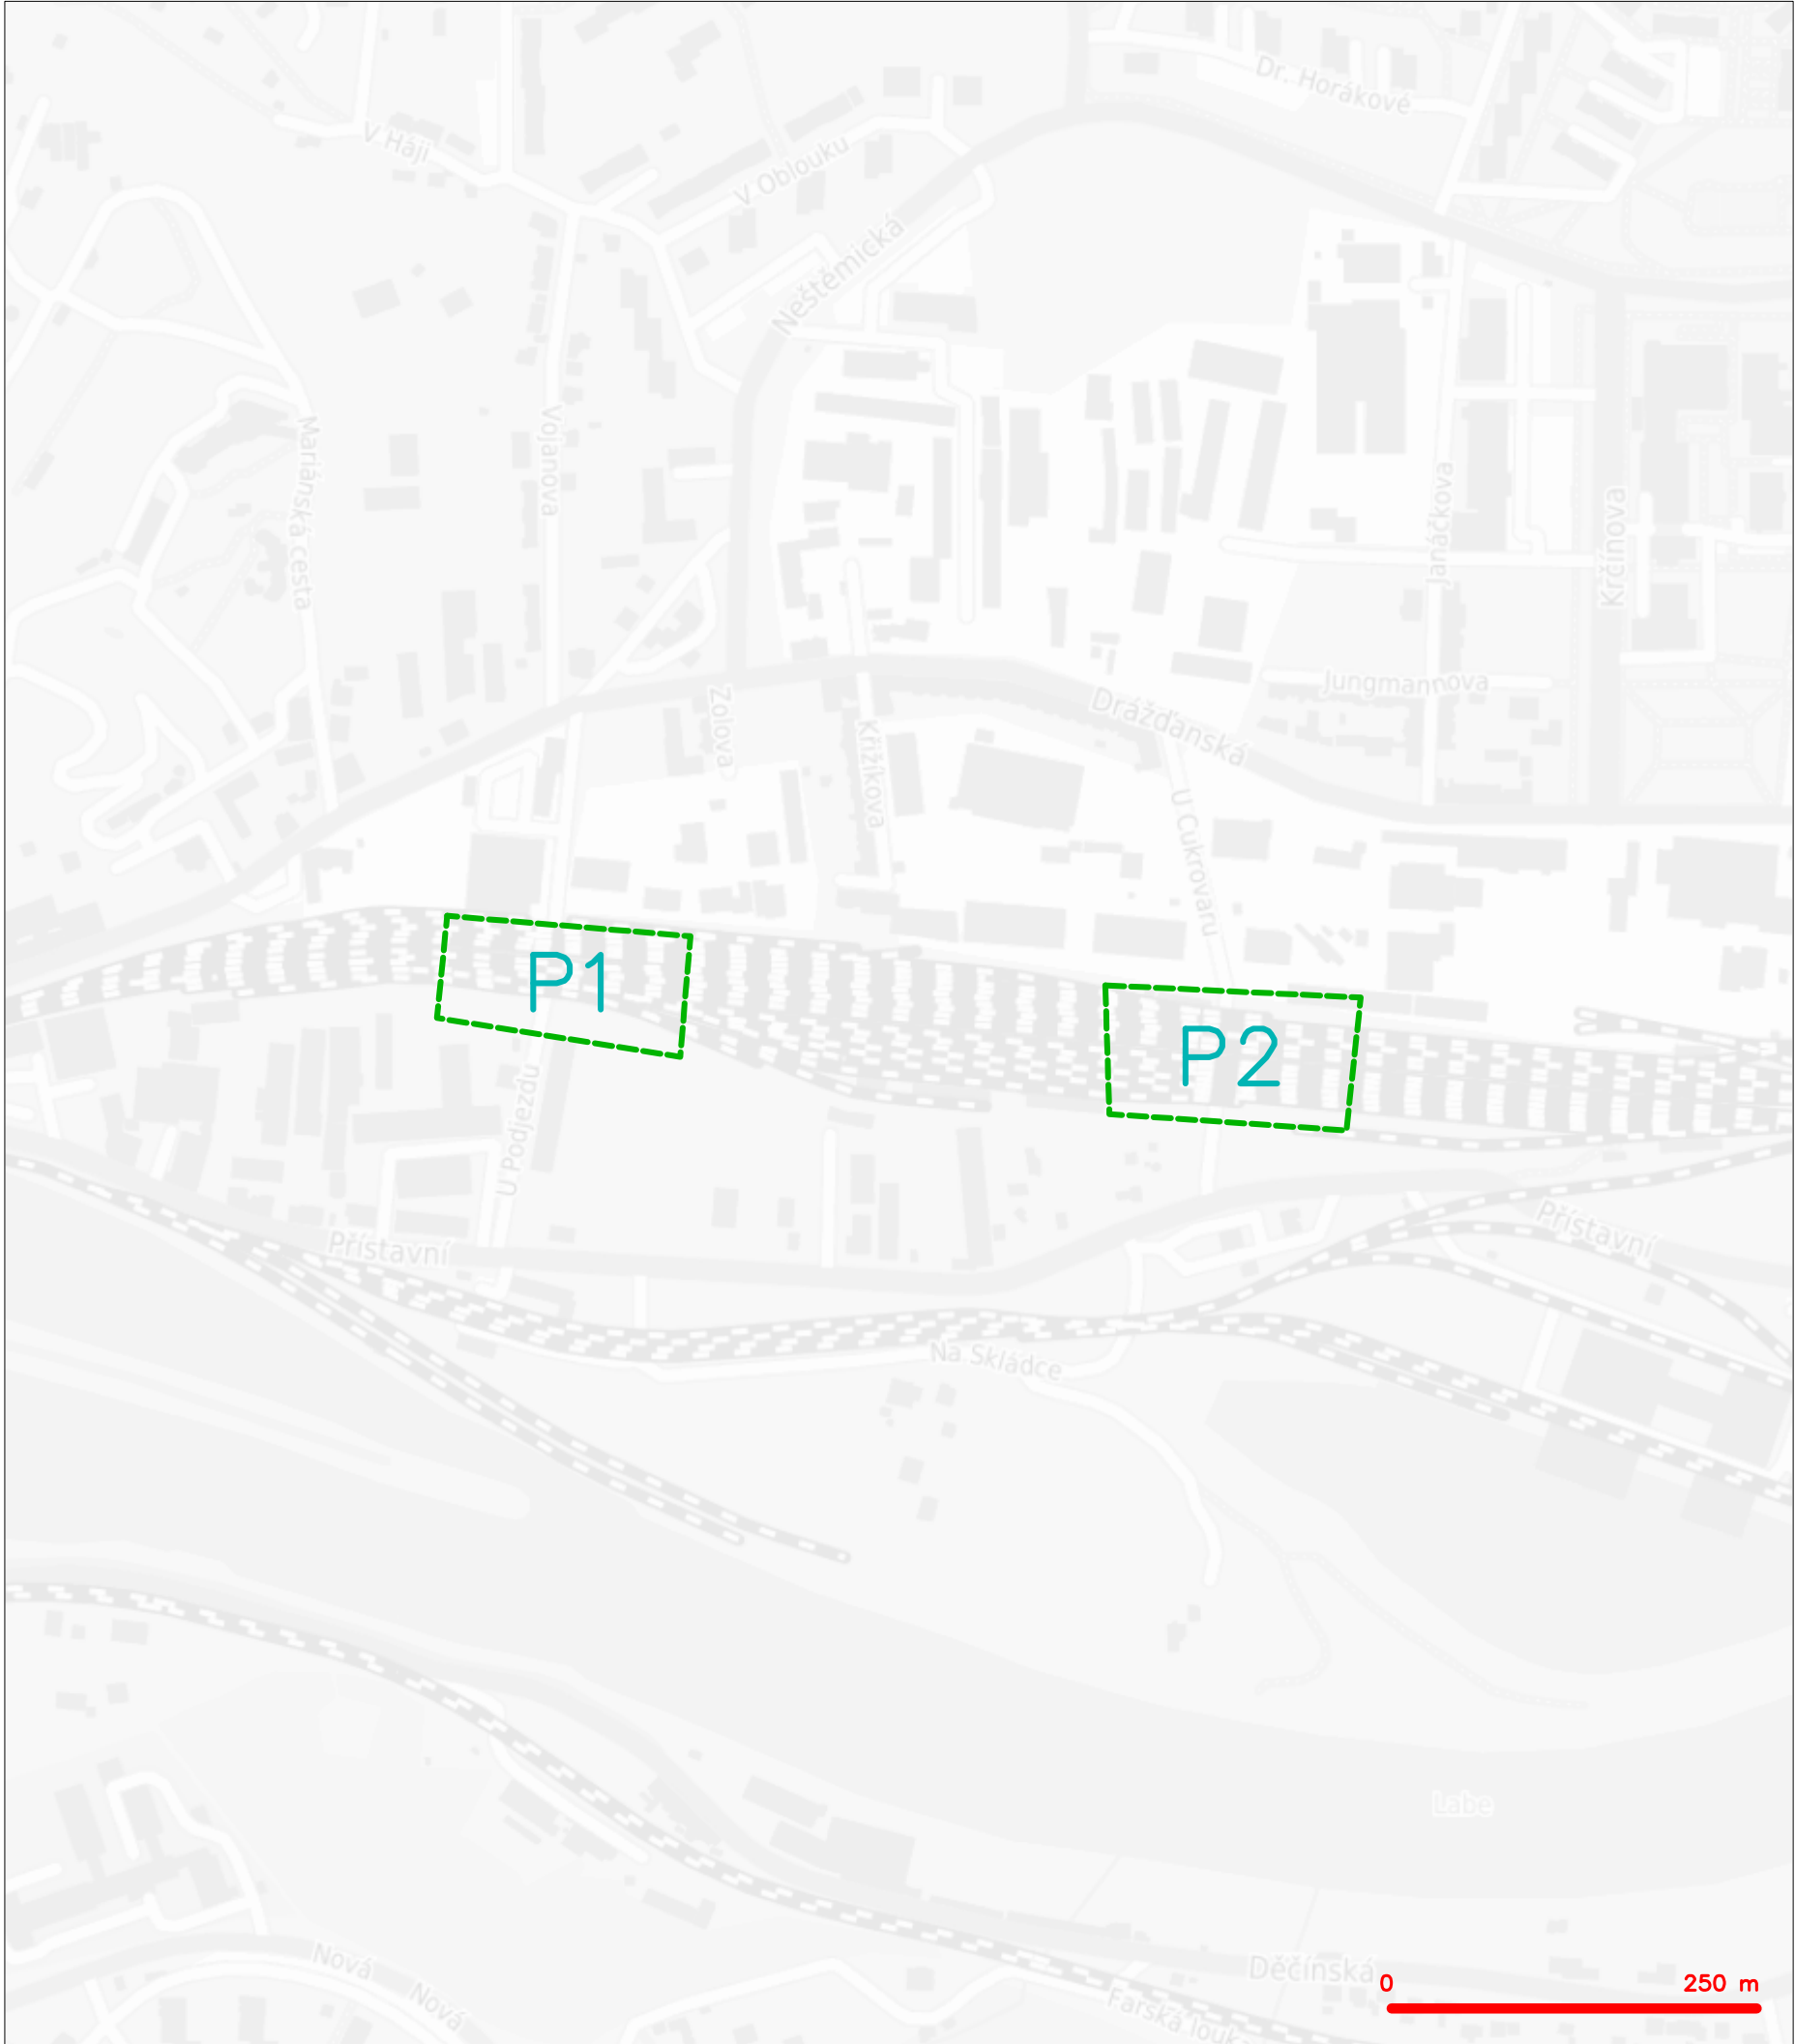 Dr. Horákové
V Háji
V Oblouku
Neštěmická
Mariánská cesta
Vojanova
Janáčkova
Krčínova
Jungmannova
Zolova
Křižíkova
Drážďanská
U Cukrovaru
P1
P2
U Podjezdu
Přístavní
Přístavní
Na Skládce
Labe
Nová
Nová
Děčínská
Farská louka
0
250 m